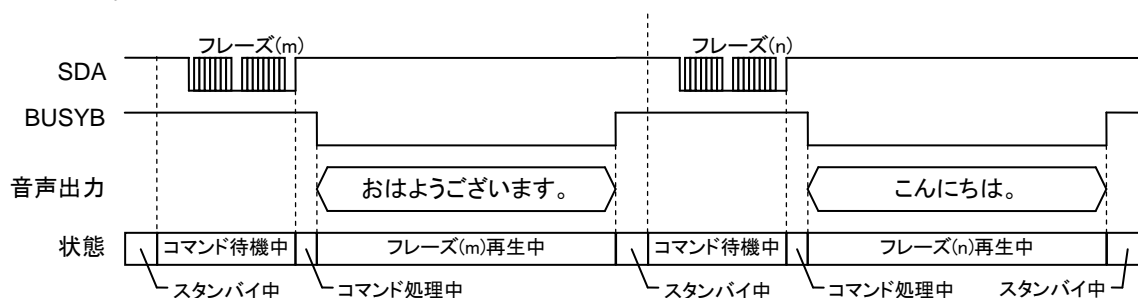 フレーズ(m)
フレーズ(n)
SDA
BUSYB
音声出力
おはようございます。
こんにちは。
状態
コマンド待機中
フレーズ(m)再生中
コマンド待機中
フレーズ(n)再生中
スタンバイ中
コマンド処理中
スタンバイ中
コマンド処理中
スタンバイ中